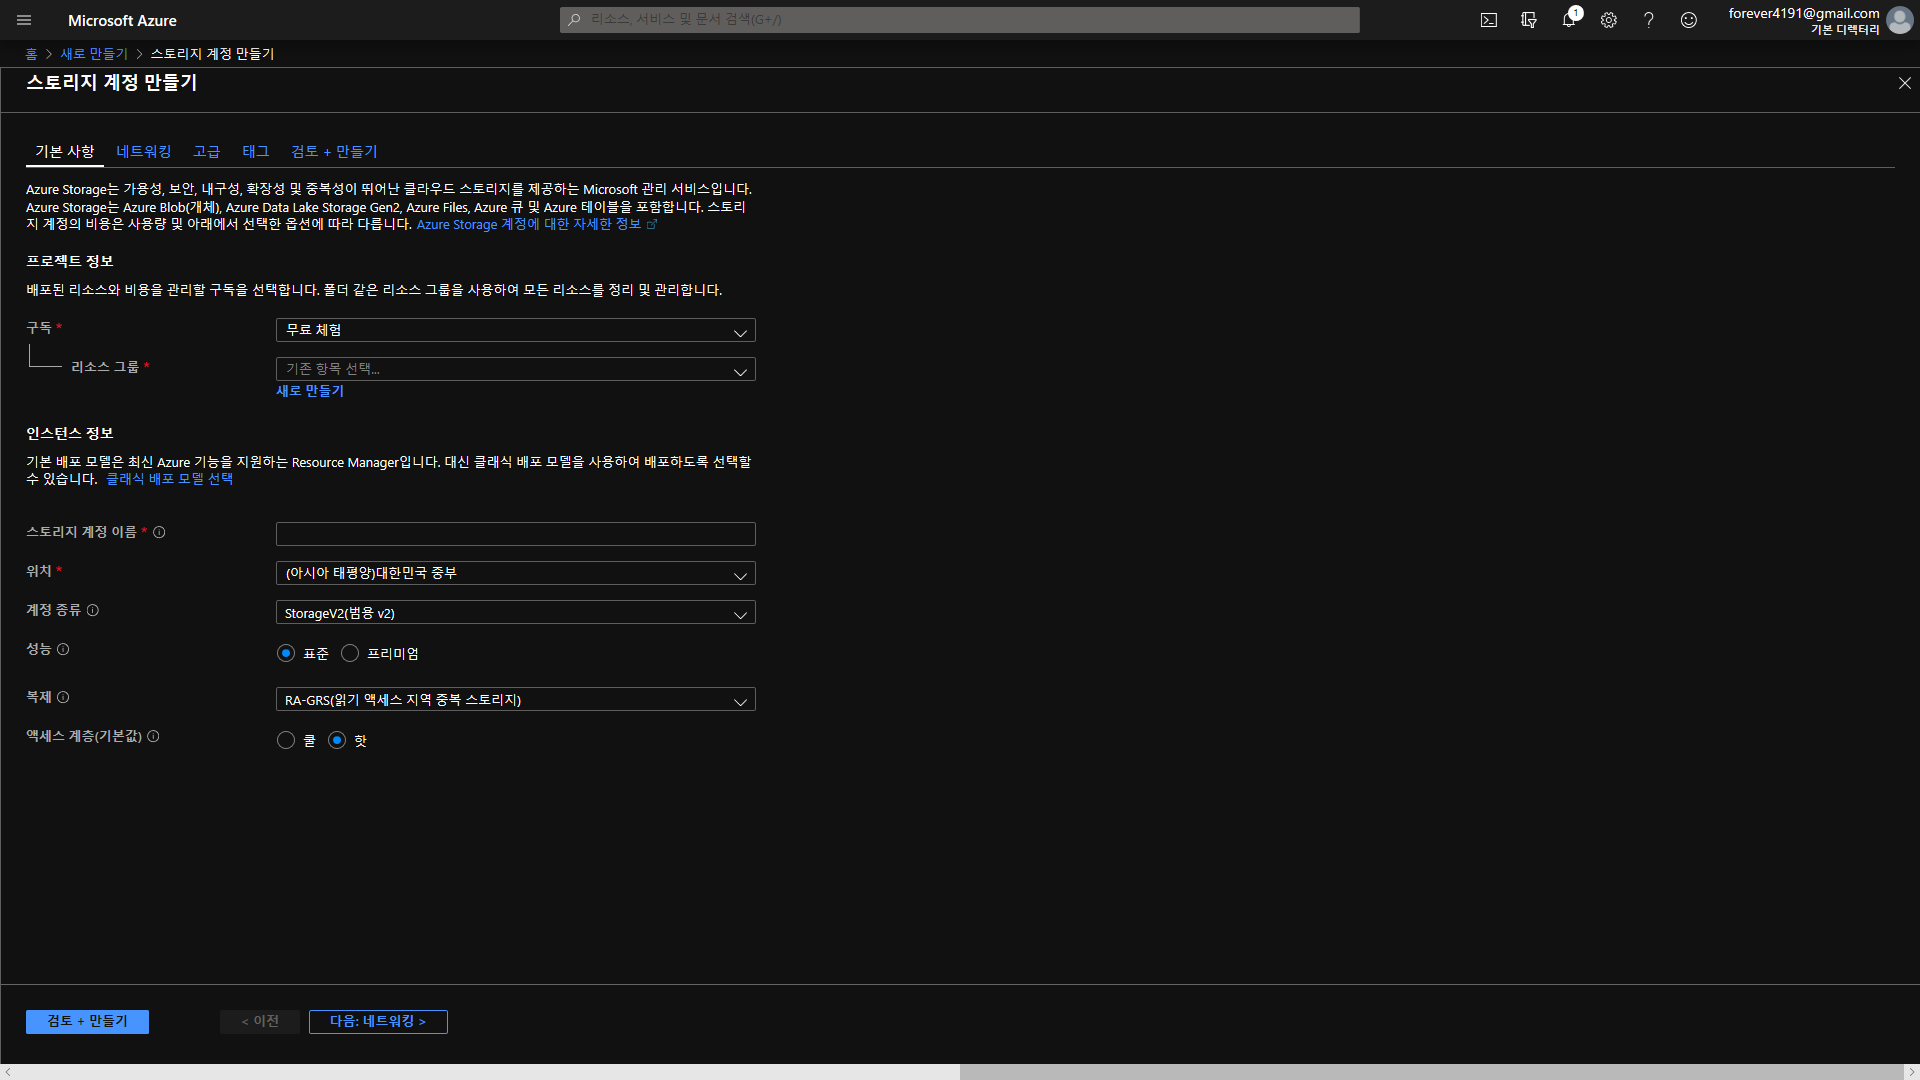 Microsoft Azure
리소스, 서비스 및 문서 검색(G+/)
1
forever4191@gmail.com
기본 디렉터리
홈 > 새로 만들기 > 스토리지 계정 만들기
스토리지 계정 만들기
기본 사항 네트워킹 고급 태그 검토 + 만들기
Azure Storage는 가용성, 보안, 내구성, 확장성 및 중복성이 뛰어난 클라우드 스토리지를 제공하는 Microsoft 관리 서비스입니다.
Azure Storage는 Azure Blob(개체), Azure Data Lake Storage Gen2, Azure Files, Azure 큐 및 Azure 테이블을 포함합니다. 스토리
지 계정의 비용은 사용량 및 아래에서 선택한 옵션에 따라 다릅니다. Azure Storage 계정에 대한 자세한 정보
프로젝트 정보
배포된 리소스와 비용을 관리할 구독을 선택합니다. 폴더 같은 리소스 그룹을 사용하여 모든 리소스를 정리 및 관리합니다.
구독 * 무료 체험
리소스 그룹 * 기존 항목 선택...
새로 만들기
인스턴스 정보
기본 배포 모델은 최신 Azure 기능을 지원하는 Resource Manager입니다. 대신 클래식 배포 모델을 사용하여 배포하도록 선택할
수 있습니다. 클래식 배포 모델 선택
스토리지 계정 이름 *
위치 * (아시아 태평양)대한민국 중부
계정 종류 StorageV2(범용 v2)
성능 표준 프리미엄
복제 RA-GRS(읽기 액세스 지역 중복 스토리지)
액세스 계층(기본값) 쿨 핫
검토 + 만들기 < 이전 다음: 네트워킹 >